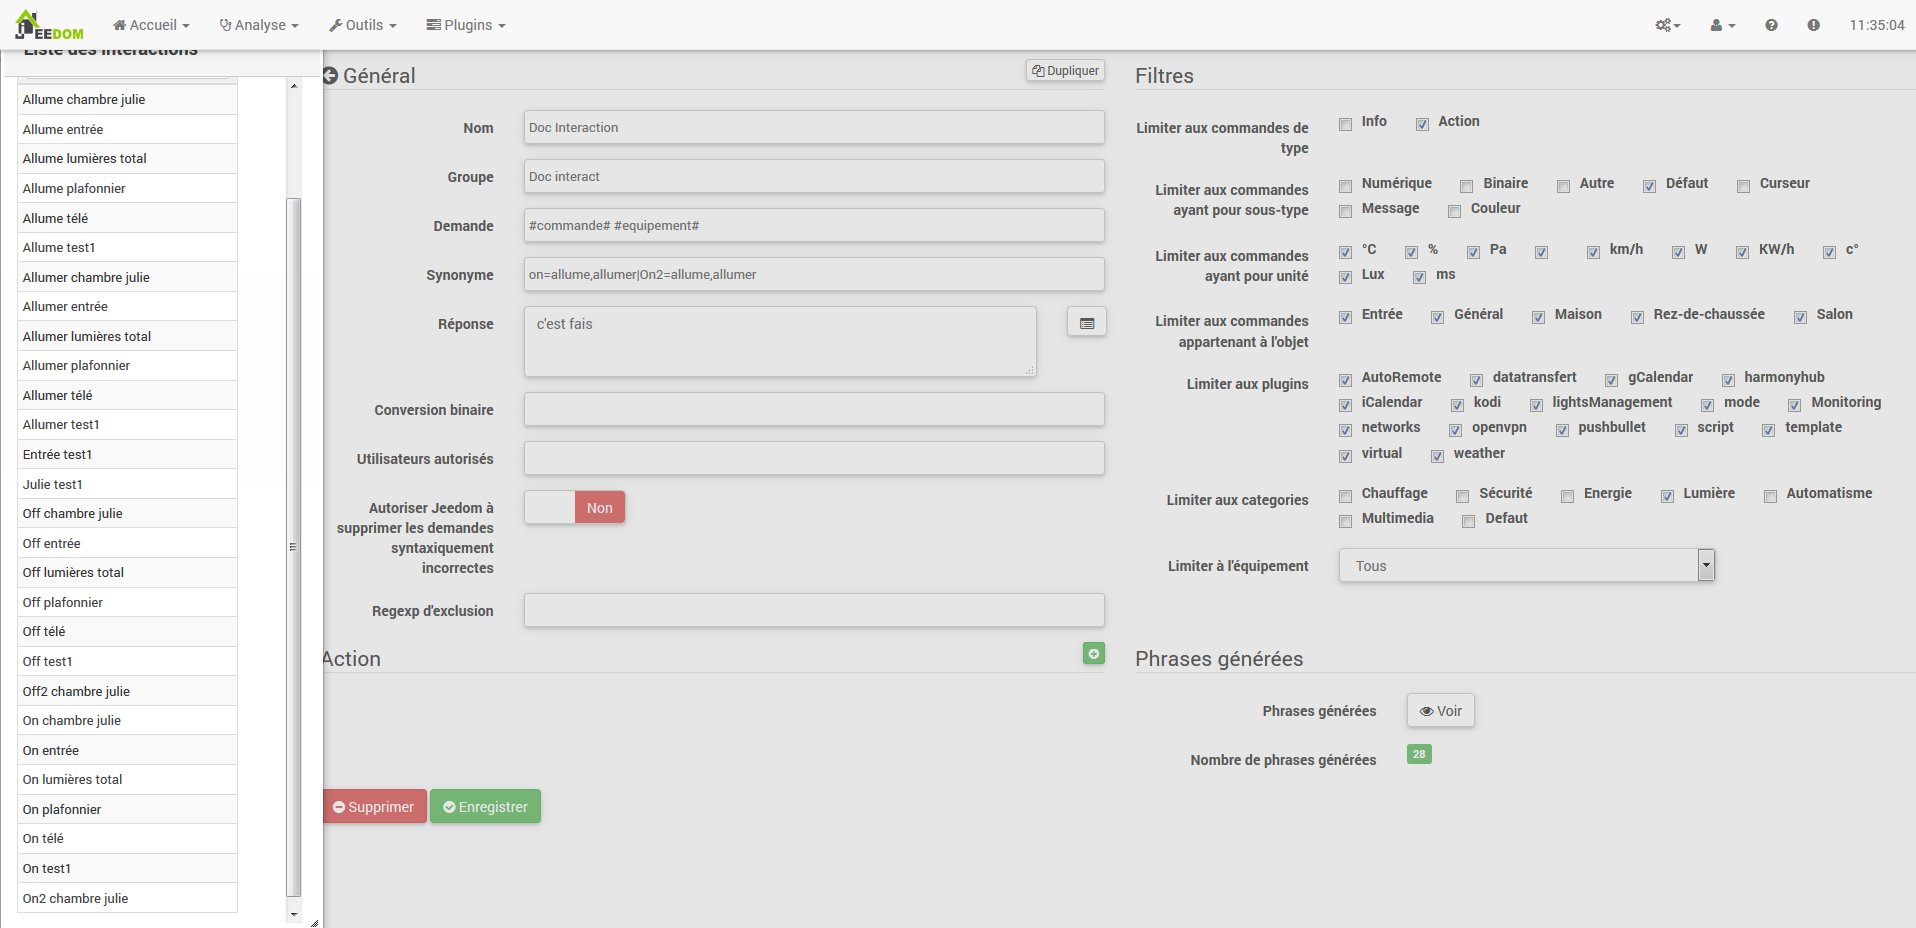 JEEDOM Accueil Analyse Outils Plugins 11:35:04
Liste des interactions
Allume chambre julie
Allume entrée
Allume lumières total
Allume plafonnier
Allume télé
Allume test1
Allumer chambre julie
Allumer entrée
Allumer lumières total
Allumer plafonnier
Allumer télé
Allumer test1
Entrée test1
Julie test1
Off chambre julie
Off entrée
Off lumières total
Off plafonnier
Off télé
Off test1
Off2 chambre julie
On chambre julie
On entrée
On lumières total
On plafonnier
On télé
On test1
On2 chambre julie
Général Dupliquer
Nom Doc Interaction
Groupe Doc interact
Demande #commande# #equipement#
Synonyme on=allume,allumer|On2=allume,allumer
Réponse c'est fais
Conversion binaire
Utilisateurs autorisés
Autoriser Jeedom à
supprimer les demandes
syntaxiquement
incorrectes
Non
Regexp d'exclusion
Action
Supprimer Enregistrer
Filtres
Limiter aux commandes de
type
Info Action
Limiter aux commandes
ayant pour sous-type
Numérique Binaire Autre Défaut Curseur
Message Couleur
Limiter aux commandes
ayant pour unité
°C % Pa km/h W KW/h c°
Lux ms
Limiter aux commandes
appartenant à l'objet
Entrée Général Maison Rez-de-chaussée Salon
Limiter aux plugins
AutoRemote datatransfert gCalendar harmonyhub
iCalendar kodi lightsManagement mode Monitoring
networks openvpn pushbullet script template
virtual weather
Limiter aux categories
Chauffage Sécurité Energie Lumière Automatisme
Multimedia Defaut
Limiter à l'équipement Tous
Phrases générées
Phrases générées Voir
Nombre de phrases générées 28